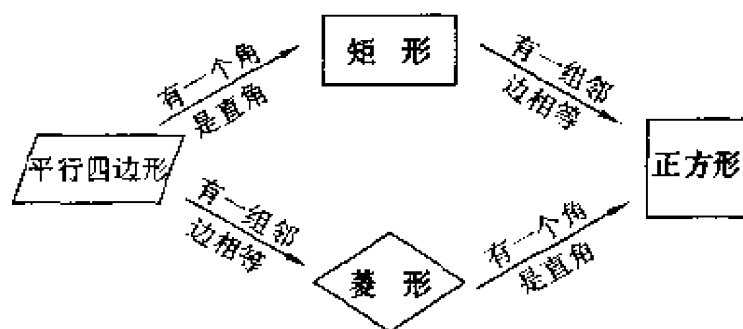 矩形
有一个角
是直角
有一组邻
边相等
平行四边形
正方形
有一组邻
边相等
有一个角
是直角
菱形